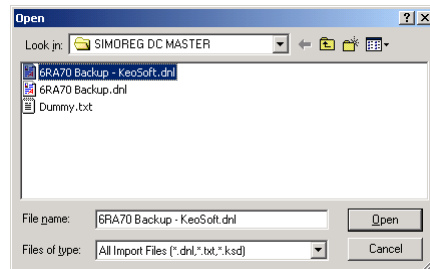 Open
Look in: SIMOREG DC MASTER
6RA70 Backup - KeoSoft.dnl
6RA70 Backup.dnl
Dummy.txt
File name: 6RA70 Backup - KeoSoft.dnl Open
Files of type: All Import Files (*.dnl,*.txt,*.ksd) Cancel